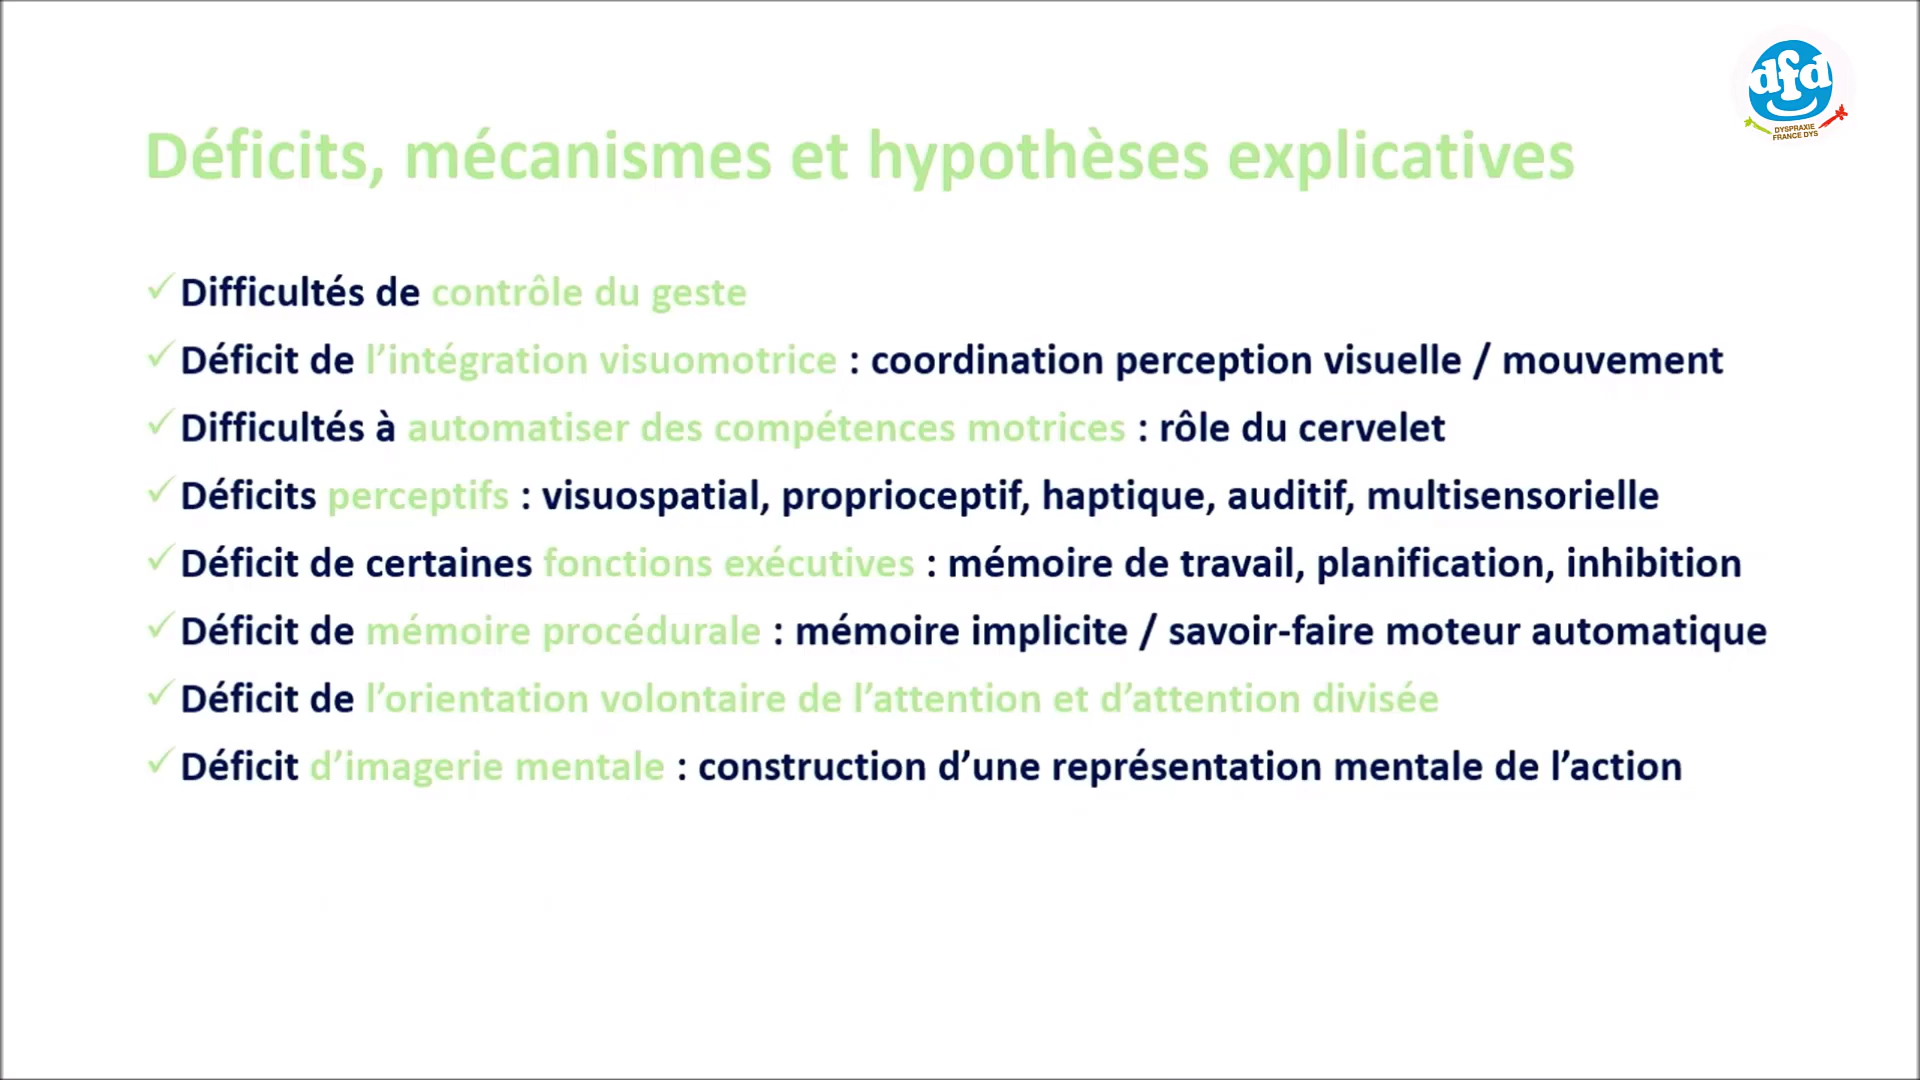 dfd
DYSPRAXIE
FRANCE DYS
Déficits, mécanismes et hypothèses explicatives
✓Difficultés de contrôle du geste
✓Déficit de l’intégration visuomotrice : coordination perception visuelle / mouvement
✓Difficultés à automatiser des compétences motrices : rôle du cervelet
✓Déficits perceptifs : visuospatial, proprioceptif, haptique, auditif, multisensorielle
✓Déficit de certaines fonctions exécutives : mémoire de travail, planification, inhibition
✓Déficit de mémoire procédurale : mémoire implicite / savoir-faire moteur automatique
✓Déficit de l’orientation volontaire de l’attention et d’attention divisée
✓Déficit d’imagerie mentale : construction d’une représentation mentale de l’action